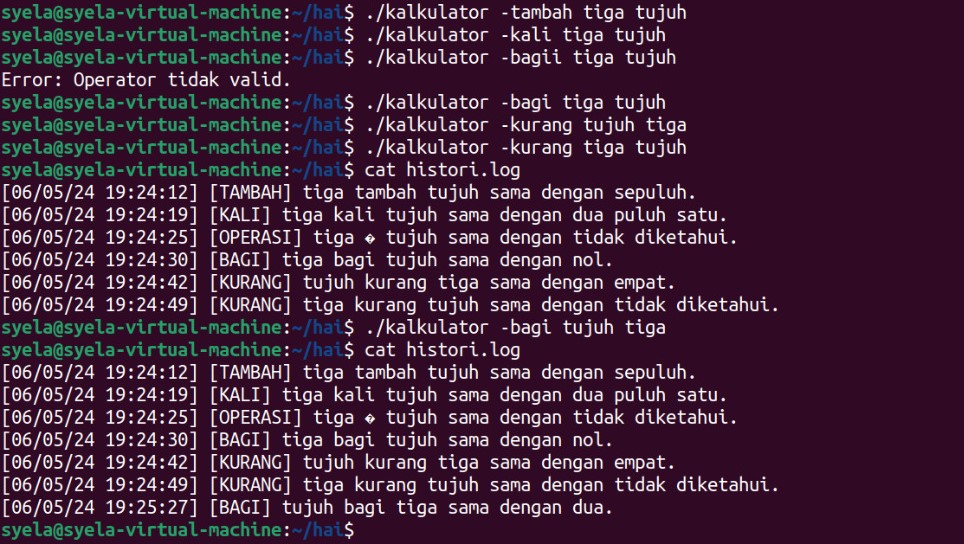 syela@syela-virtual-machine:~/hai$ ./kalkulator -tambah tiga tujuh
syela@syela-virtual-machine:~/hai$ ./kalkulator -kali tiga tujuh
syela@syela-virtual-machine:~/hai$ ./kalkulator -bagii tiga tujuh
Error: Operator tidak valid.
syela@syela-virtual-machine:~/hai$ ./kalkulator -bagi tiga tujuh
syela@syela-virtual-machine:~/hai$ ./kalkulator -kurang tujuh tiga
syela@syela-virtual-machine:~/hai$ ./kalkulator -kurang tiga tujuh
syela@syela-virtual-machine:~/hai$ cat histori.log
[06/05/24 19:24:12] [TAMBAH] tiga tambah tujuh sama dengan sepuluh.
[06/05/24 19:24:19] [KALI] tiga kali tujuh sama dengan dua puluh satu.
[06/05/24 19:24:25] [OPERASI] tiga � tujuh sama dengan tidak diketahui.
[06/05/24 19:24:30] [BAGI] tiga bagi tujuh sama dengan nol.
[06/05/24 19:24:42] [KURANG] tujuh kurang tiga sama dengan empat.
[06/05/24 19:24:49] [KURANG] tiga kurang tujuh sama dengan tidak diketahui.
syela@syela-virtual-machine:~/hai$ ./kalkulator -bagi tujuh tiga
syela@syela-virtual-machine:~/hai$ cat histori.log
[06/05/24 19:24:12] [TAMBAH] tiga tambah tujuh sama dengan sepuluh.
[06/05/24 19:24:19] [KALI] tiga kali tujuh sama dengan dua puluh satu.
[06/05/24 19:24:25] [OPERASI] tiga � tujuh sama dengan tidak diketahui.
[06/05/24 19:24:30] [BAGI] tiga bagi tujuh sama dengan nol.
[06/05/24 19:24:42] [KURANG] tujuh kurang tiga sama dengan empat.
[06/05/24 19:24:49] [KURANG] tiga kurang tujuh sama dengan tidak diketahui.
[06/05/24 19:25:27] [BAGI] tujuh bagi tiga sama dengan dua.
syela@syela-virtual-machine:~/hai$